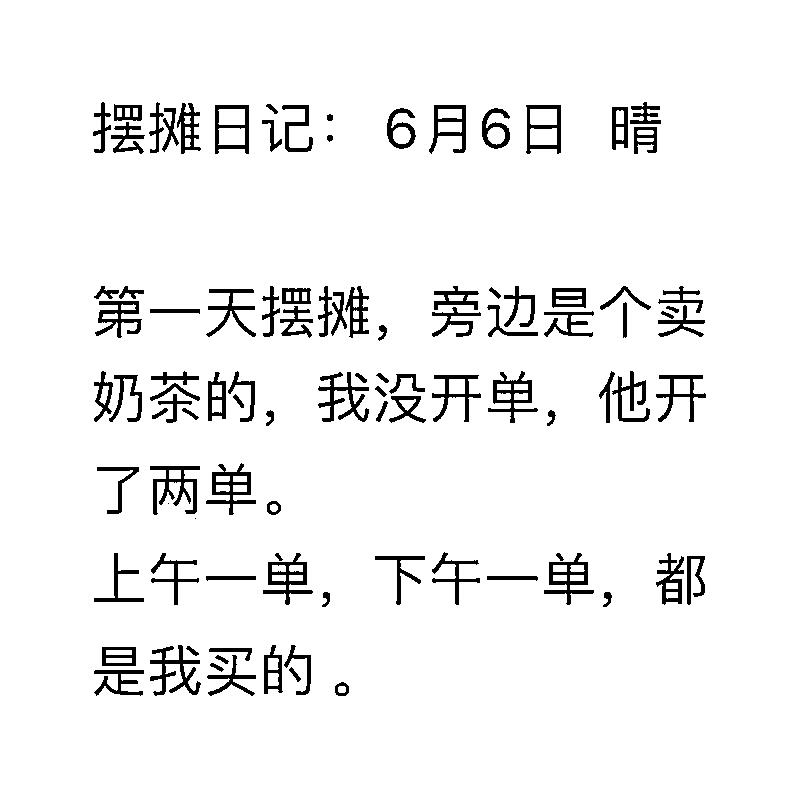 摆摊日记： 6月6日 晴
第一天摆摊，旁边是个卖
奶茶的，我没开单，他开
了两单。
上午一单，下午一单，都
是我买的 。